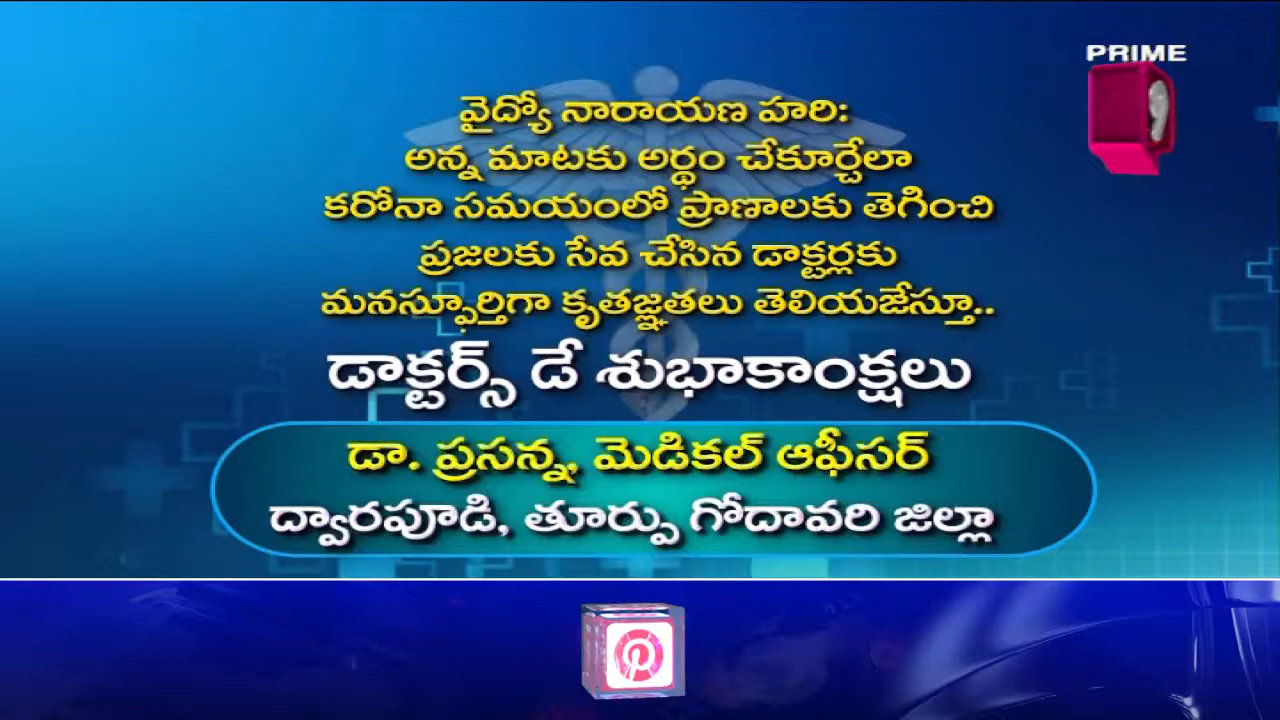 PRIME
వైద్యో నారాయణ హరి:
అన్న మాటకు అర్థం చేకూర్చేలా
కరోనా సమయంలో ప్రాణాలకు తెగించి
ప్రజలకు సేవ చేసిన డాక్టర్లకు
మనస్ఫూర్తిగా కృతజ్ఞతలు తెలియజేస్తూ..
డాక్టర్స్ డే శుభాకాంక్షలు
డా. ప్రసన్న, మెడికల్ ఆఫీసర్
ద్వారపూడి, తూర్పు గోదావరి జిల్లా